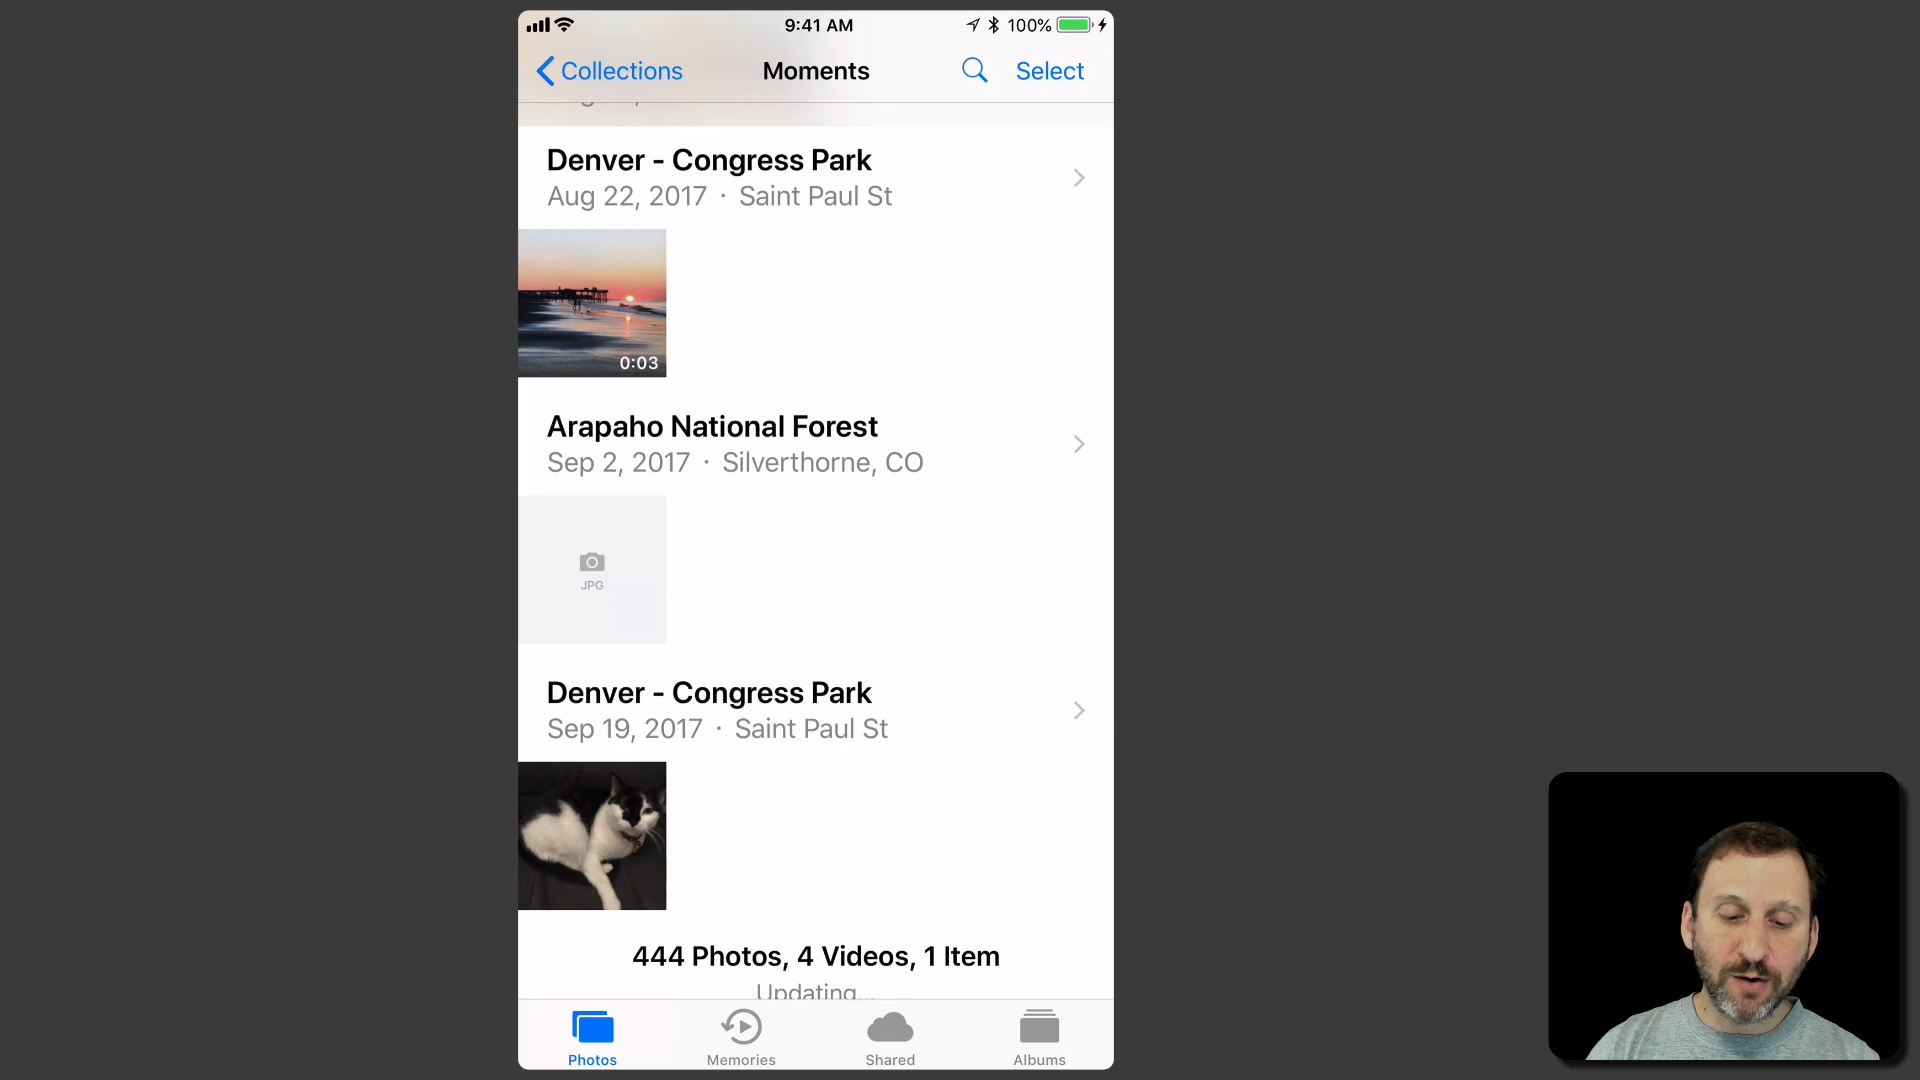 9:41 AM
100%
Collections
Moments
Select
Denver - Congress Park
Aug 22, 2017 · Saint Paul St
0:03
Arapaho National Forest
Sep 2, 2017 · Silverthorne, CO
JPG
Denver - Congress Park
Sep 19, 2017 · Saint Paul St
444 Photos, 4 Videos, 1 Item
Updating...
Photos
Memories
Shared
Albums